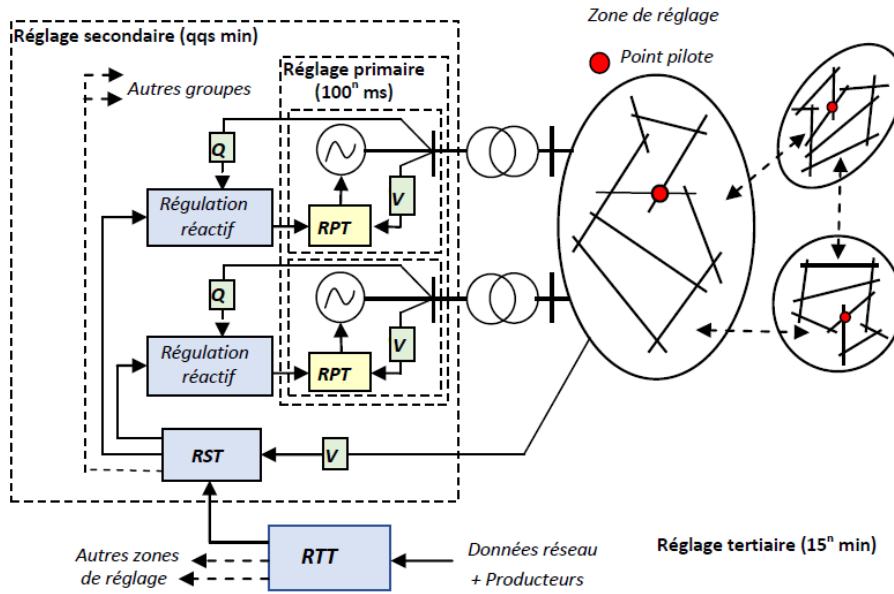 Zone de réglage
Point pilote
Réglage secondaire (qqs min)
Autres groupes
Réglage primaire
(100ⁿ ms)
Q
V
Régulation
réactif
RPT
Q
V
Régulation
réactif
RPT
RST
V
RTT
Autres zones
de réglage
Données réseau
+ Producteurs
Réglage tertiaire (15ⁿ min)